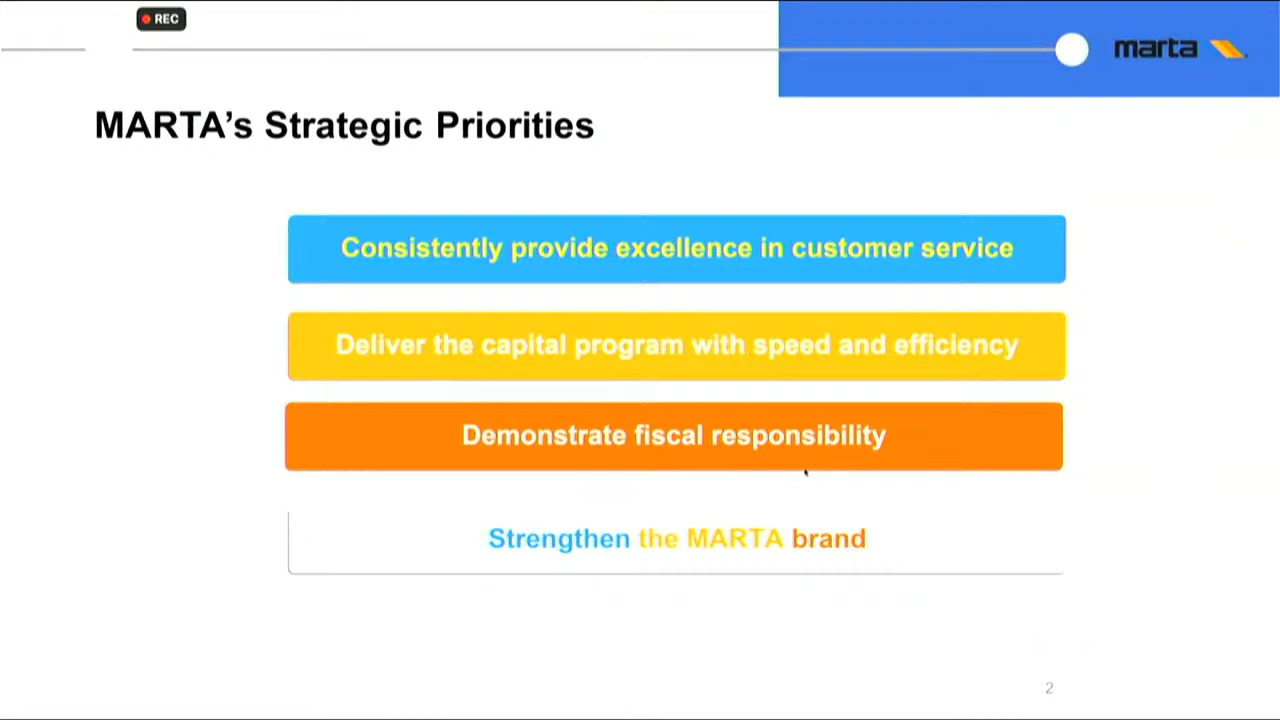 REC
marta
MARTA’s Strategic Priorities
Consistently provide excellence in customer service
Deliver the capital program with speed and efficiency
Demonstrate fiscal responsibility
Strengthen the MARTA brand
2